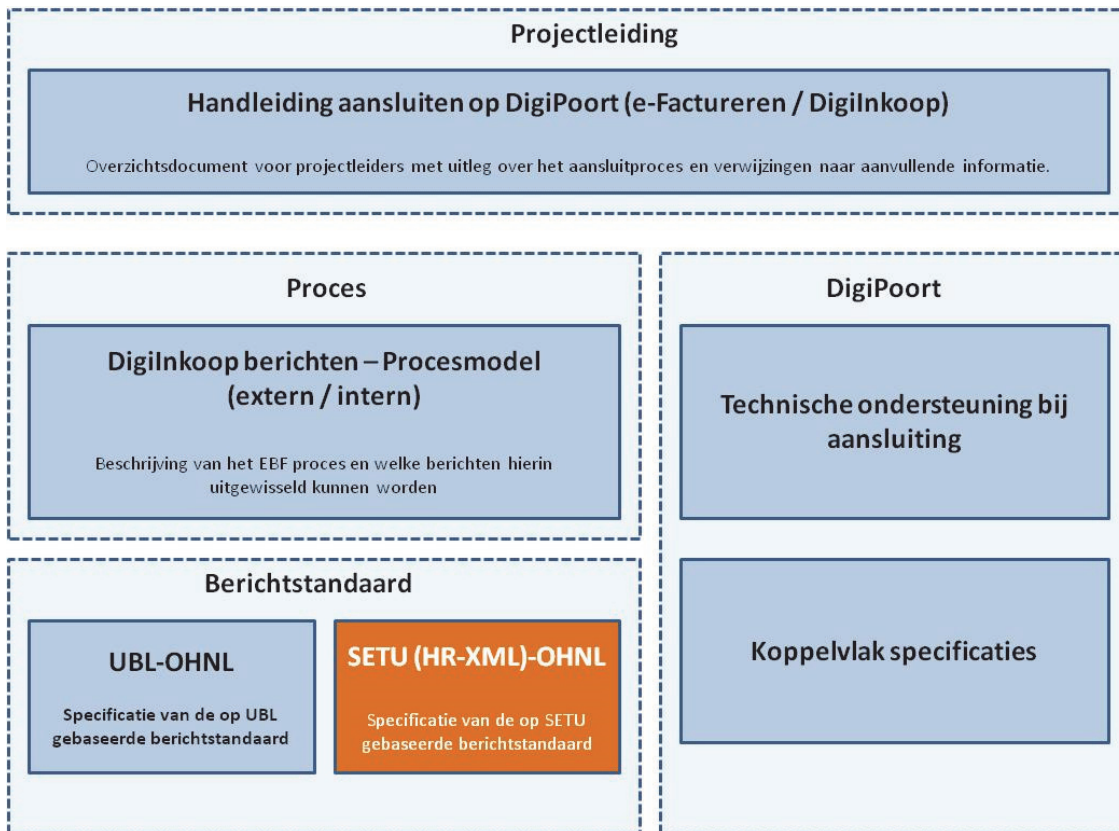 Projectleiding
Handleiding aansluiten op DigiPoort (e-Factureren / DigiInkoop)
Overzichtsdocument voor projectleiders met uitleg over het aansluitproces en verwijzingen naar aanvullende informatie.
Proces
DigiInkoop berichten – Procesmodel
(extern / intern)
Beschrijving van het EBF proces en welke berichten hierin
uitgewisseld kunnen worden
Berichtstandaard
UBL-OHNL
Specificatie van de op UBL
gebaseerde berichtstandaard
SETU (HR-XML)-OHNL
Specificatie van de op SETU
gebaseerde berichtstandaard
DigiPoort
Technische ondersteuning bij
aansluiting
Koppelvlak specificaties